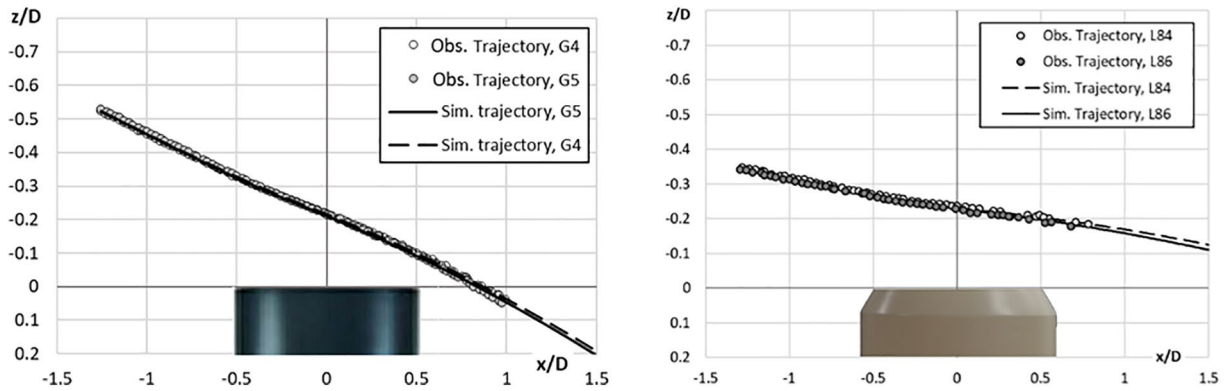 z/D
-0.7
-0.6
-0.5
-0.4
-0.3
-0.2
-0.1
0
0.1
0.2
-1.5 -1 -0.5 0 0.5 1 1.5
x/D
Obs. Trajectory, G4
Obs. Trajectory, G5
Sim. trajectory, G5
Sim. trajectory, G4
z/D
-0.7
-0.6
-0.5
-0.4
-0.3
-0.2
-0.1
0
0.1
0.2
-1.5 -1 -0.5 0 0.5 1 1.5
x/D
Obs. Trajectory, L84
Obs. Trajectory, L86
Sim. Trajectory, L84
Sim. Trajectory, L86